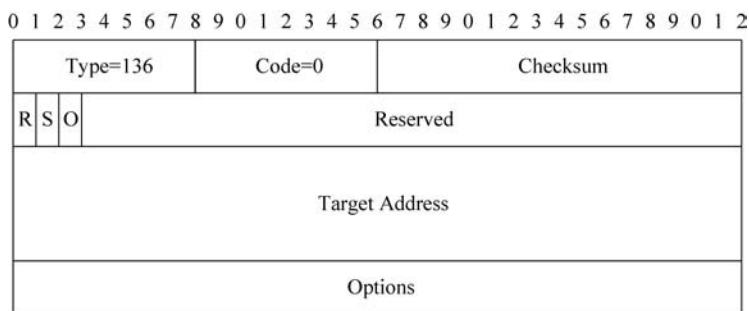 0 1 2 3 4 5 6 7 8 9 0 1 2 3 4 5 6 7 8 9 0 1 2 3 4 5 6 7 8 9 0 1 2
Type=136 Code=0 Checksum
R S O Reserved
Target Address
Options